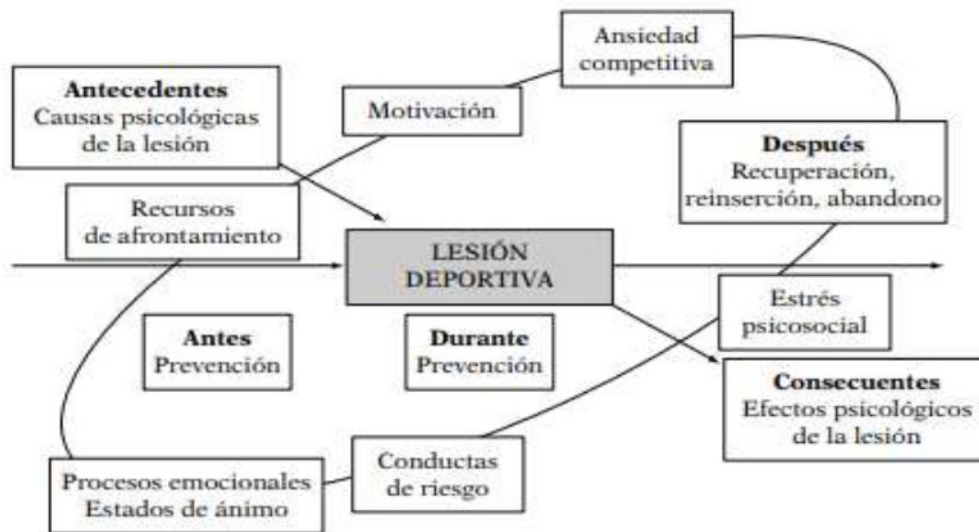 Ansiedad
competitiva
Antecedentes
Causas psicológicas
de la lesión
Motivación
Después
Recuperación,
reinserción, abandono
Recursos
de afrontamiento
LESIÓN
DEPORTIVA
Estrés
psicosocial
Antes
Prevención
Durante
Prevención
Consecuentes
Efectos psicológicos
de la lesión
Conductas
de riesgo
Procesos emocionales
Estados de ánimo